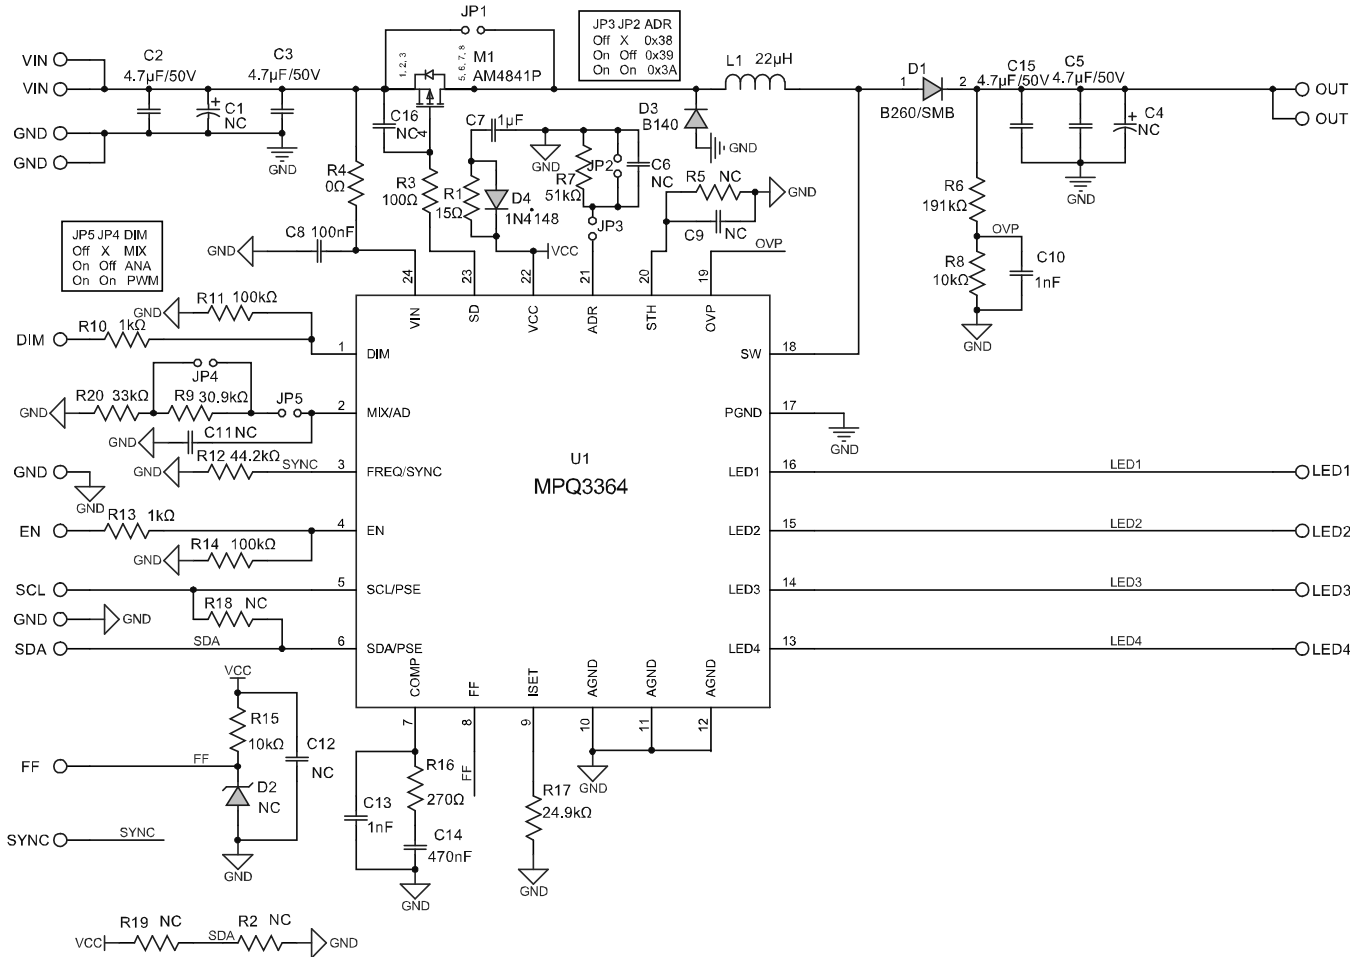 JP1
JP3 JP2 ADR
Off X 0x38
On Off 0x39
On On 0x3A
VIN
VIN
GND
GND
C2
4.7µF/50V
C1
NC
C3
4.7µF/50V
GND
1, 2, 3
5, 6, 7, 8
4
M1
AM4841P
C16
NC
L1 22µH
D3
B140
GND
1 D1 2
B260/SMB
C15
4.7µF/50V
C5
4.7µF/50V
C4
NC
GND
OUT
OUT
R4
0Ω
R3
100Ω
C7 1µF
R1
15Ω
D4
1N4148
GND
R7
51kΩ
JP2
C6
NC
JP3
R5 NC
GND
C9 NC
OVP
VCC
R6
191kΩ
OVP
R8
10kΩ
C10
1nF
GND
JP5 JP4 DIM
Off X MIX
On Off ANA
On On PWM
GND
C8 100nF
24
23
22
21
20
19
VIN
SD
VCC
ADR
STH
OVP
GND
R11 100kΩ
DIM
R10 1kΩ
1 DIM
SW 18
JP4
GND
R20 33kΩ
R9 30.9kΩ
JP5
2 MIX/AD
PGND 17
GND
GND
C11 NC
GND
GND
GND
R12 44.2kΩ
SYNC
3 FREQ/SYNC
U1
MPQ3364
LED1 16
LED1
LED1
EN
R13 1kΩ
4 EN
LED2 15
LED2
LED2
GND
R14 100kΩ
SCL
5 SCL/PSE
LED3 14
LED3
LED3
R18 NC
GND
GND
SDA
SDA
6 SDA/PSE
LED4 13
LED4
LED4
COMP
FF
ISET
AGND
AGND
AGND
7
8
9
10
11
12
VCC
R15
10kΩ
C12
NC
FF
FF
D2
NC
GND
SYNC
SYNC
R16
270Ω
C13
1nF
C14
470nF
GND
FF
R17
24.9kΩ
GND
GND
VCC
R19 NC
SDA
R2 NC
GND